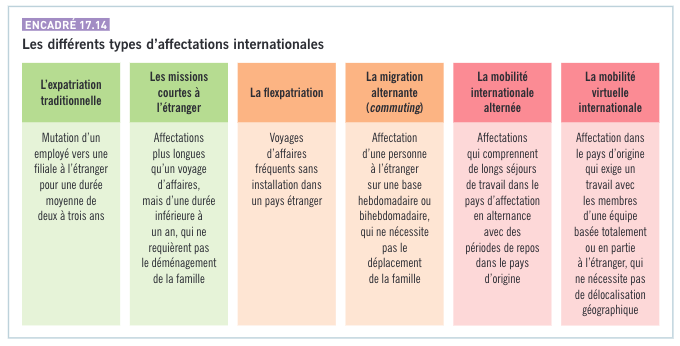 ENCADRÉ 17.14
Les différents types d'affectations internationales
L'expatriation
traditionnelle
Mutation d'un
employé vers une
filiale à l'étranger
pour une durée
moyenne de
deux à trois ans
Les missions
courtes à
l'étranger
Affectations
plus longues
qu'un voyage
d'affaires,
mais d'une durée
inférieure à
un an, qui ne
requièrent pas
le déménagement
de la famille
La flexpatriation
Voyages
d'affaires
fréquents sans
installation dans
un pays étranger
La migration
alternante
(commuting)
Affectation
d'une personne
à l'étranger
sur une base
hebdomadaire ou
bihebdomadaire,
qui ne nécessite
pas le
déplacement
de la famille
La mobilité
internationale
alternée
Affectations
qui comprennent
de longs séjours
de travail dans le
pays d'affectation
en alternance
avec des
périodes de repos
dans le pays
d'origine
La mobilité
virtuelle
internationale
Affectation dans
le pays d'origine
qui exige un
travail avec
les membres
d'une équipe
basée totalement
ou en partie
à l'étranger, qui
ne nécessite pas
de délocalisation
géographique